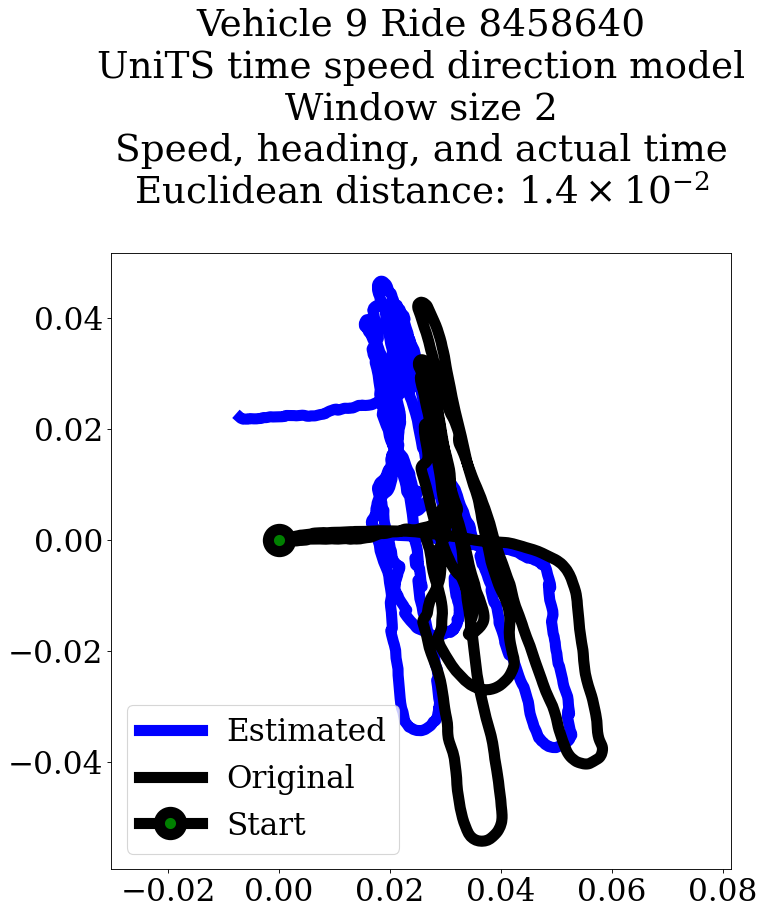 Vehicle 9 Ride 8458640
UniTS time speed direction model
Window size 2
Speed, heading, and actual time
Euclidean distance: 1.4 × 10⁻²
0.04
0.02
0.00
−0.02
−0.04
Estimated
Original
Start
−0.02 0.00 0.02 0.04 0.06 0.08